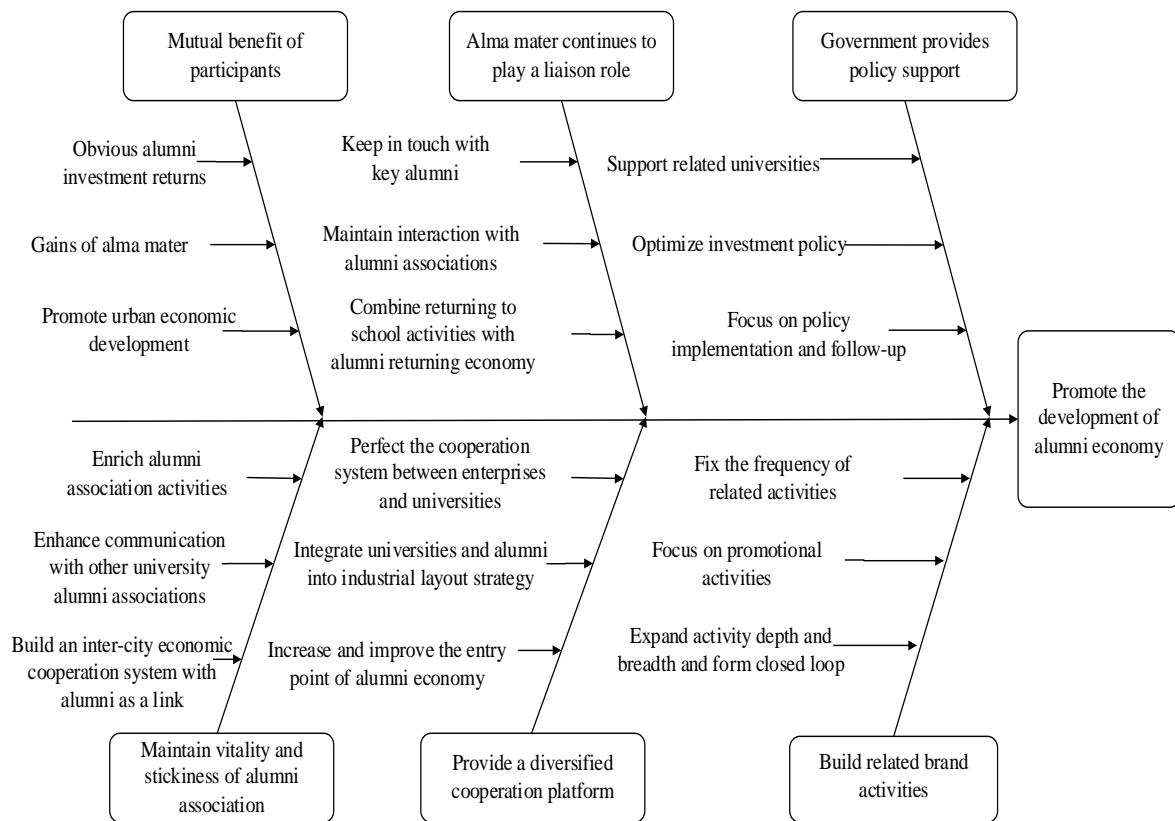 Mutual benefit of
participants
Alma mater continues to
play a liaison role
Government provides
policy support
Obvious alumni
investment returns
Gains of alma mater
Promote urban economic
development
Keep in touch with
key alumni
Maintain interaction with
alumni associations
Combine returning to
school activities with
alumni returning economy
Support related universities
Optimize investment policy
Focus on policy
implementation and follow-up
Promote the
development of
alumni economy
Enrich alumni
association activities
Enhance communication
with other university
alumni associations
Build an inter-city economic
cooperation system with
alumni as a link
Perfect the cooperation
system between enterprises
and universities
Integrate universities and alumni
into industrial layout strategy
Increase and improve the entry
point of alumni economy
Fix the frequency of
related activities
Focus on promotional
activities
Expand activity depth and
breadth and form closed loop
Maintain vitality and
stickiness of alumni
association
Provide a diversified
cooperation platform
Build related brand
activities